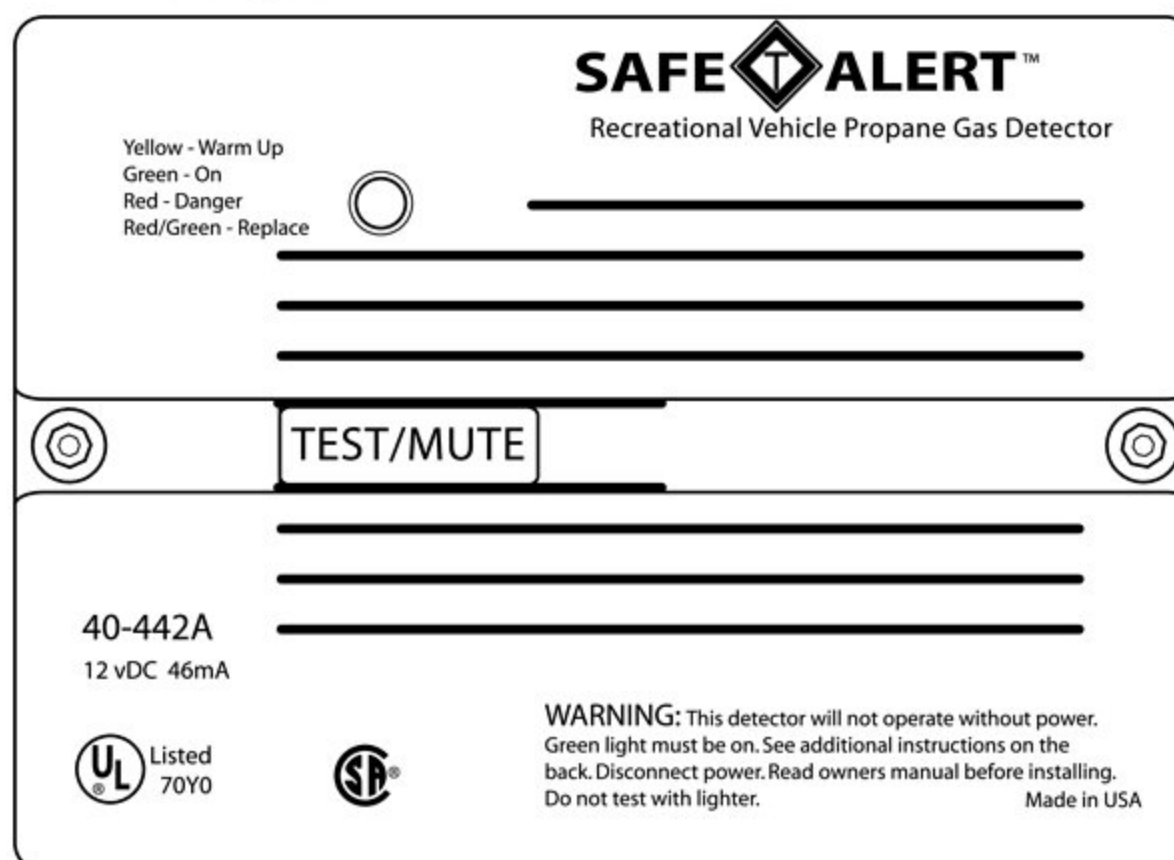 SAFE T ALERT™
Recreational Vehicle Propane Gas Detector
Yellow - Warm Up
Green - On
Red - Danger
Red/Green - Replace
TEST/MUTE
40-442A
12 vDC 46mA
UL® Listed
70Y0
SA®
WARNING: This detector will not operate without power.
Green light must be on. See additional instructions on the
back. Disconnect power. Read owners manual before installing.
Do not test with lighter.
Made in USA